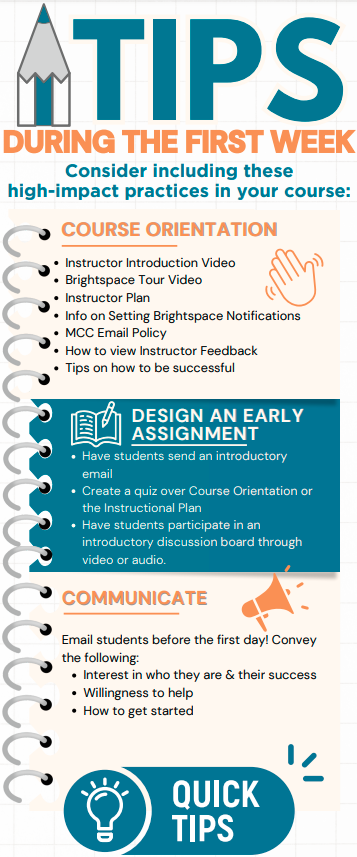 TIPS
DURING THE FIRST WEEK
Consider including these
high-impact practices in your course:
COURSE ORIENTATION
• Instructor Introduction Video
• Brightspace Tour Video
• Instructor Plan
• Info on Setting Brightspace Notifications
• MCC Email Policy
• How to view Instructor Feedback
• Tips on how to be successful
DESIGN AN EARLY
ASSIGNMENT
• Have students send an introductory
email
• Create a quiz over Course Orientation or
the Instructional Plan
• Have students participate in an
introductory discussion board through
video or audio.
COMMUNICATE
Email students before the first day! Convey
the following:
• Interest in who they are & their success
• Willingness to help
• How to get started
QUICK
TIPS